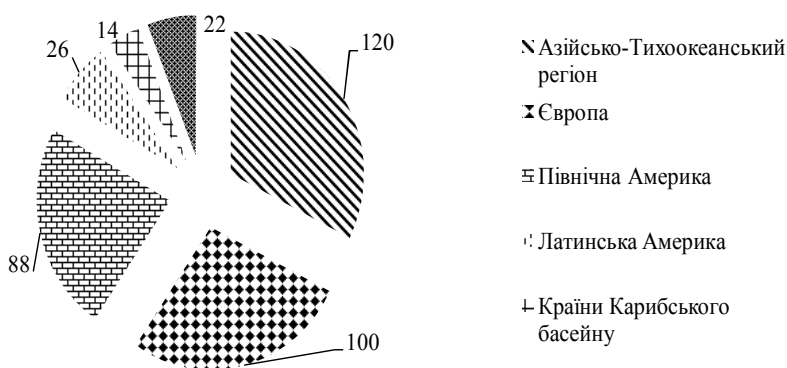 14
22
26
120
88
100
Азійсько-Тихоокеанський
регіон
Європа
Північна Америка
Латинська Америка
Країни Карибського
басейну